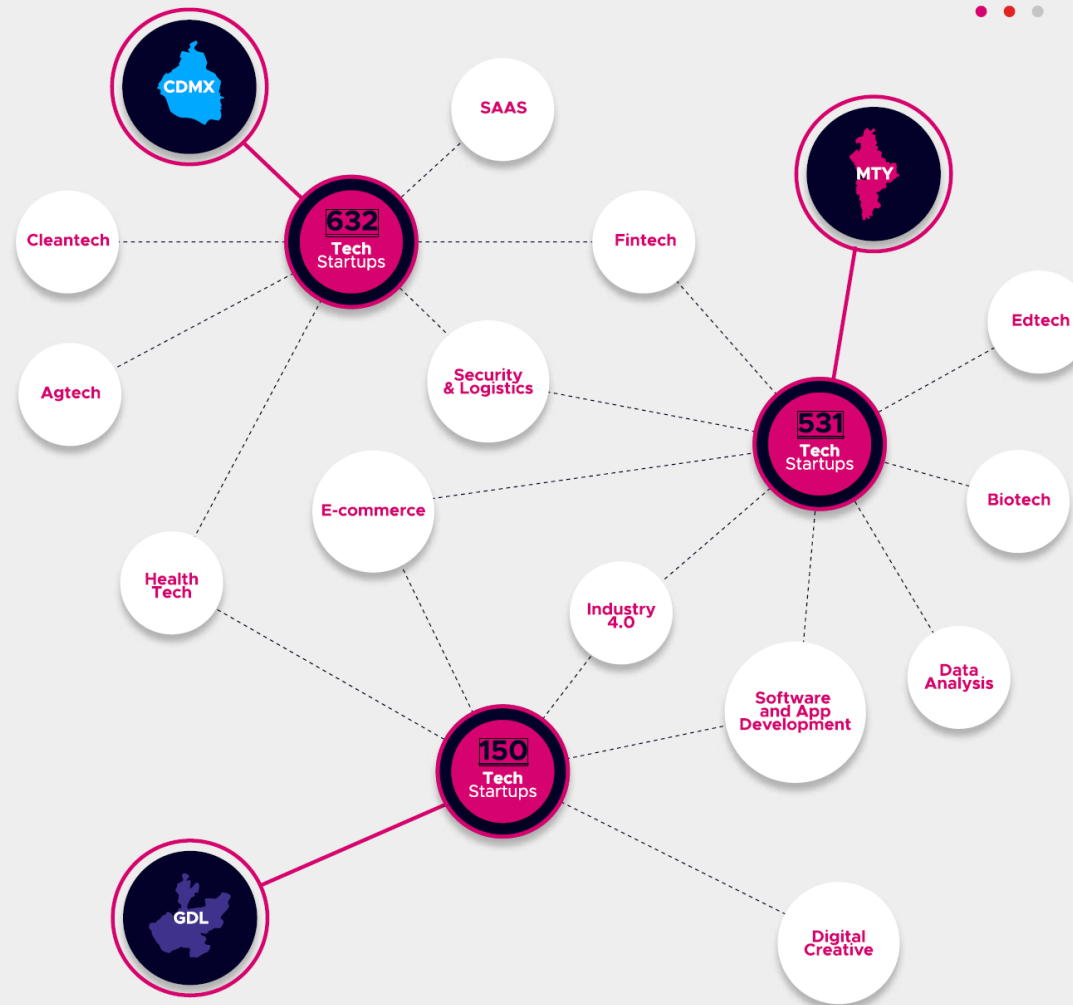 CDMX
SAAS
MTY
632
Tech
Startups
Cleantech
Fintech
Edtech
Agtech
Security
& Logistics
531
Tech
Startups
E-commerce
Biotech
Health
Tech
Industry
4.0
Data
Analysis
Software
and App
Development
150
Tech
Startups
GDL
Digital
Creative